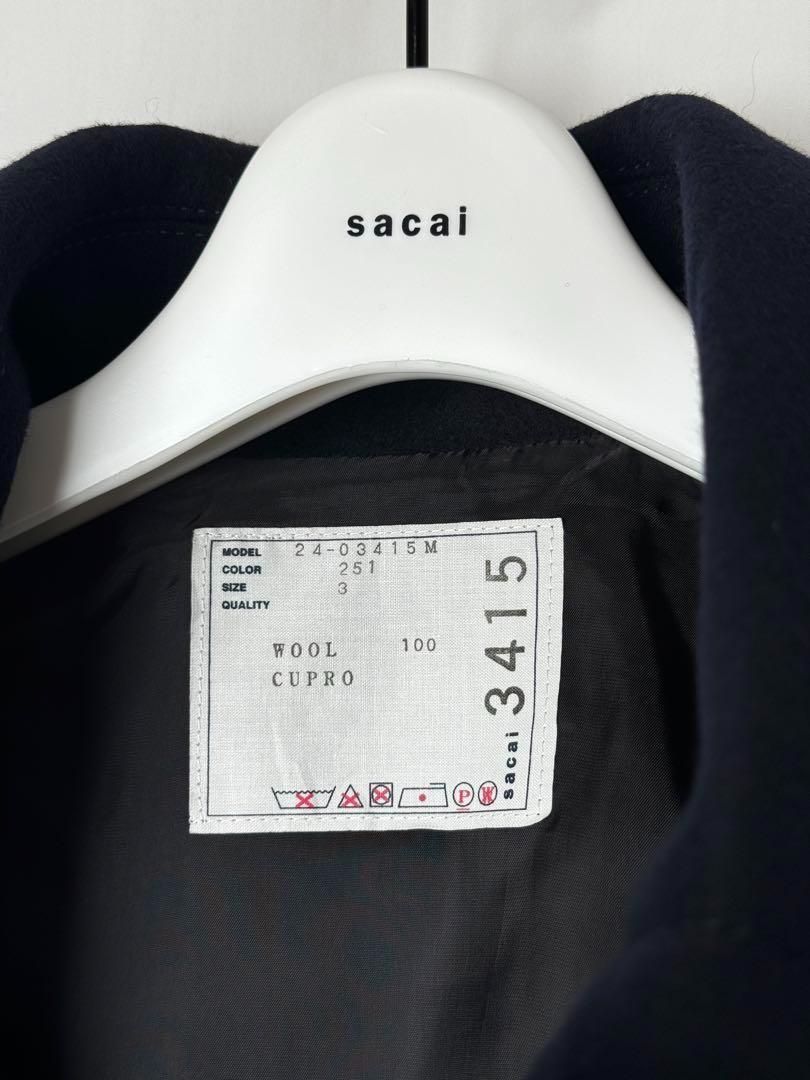 sacai
MODEL 24-03415M
COLOR 251
SIZE 3
QUALITY
WOOL 100
CUPRO
P W
sacai 3415